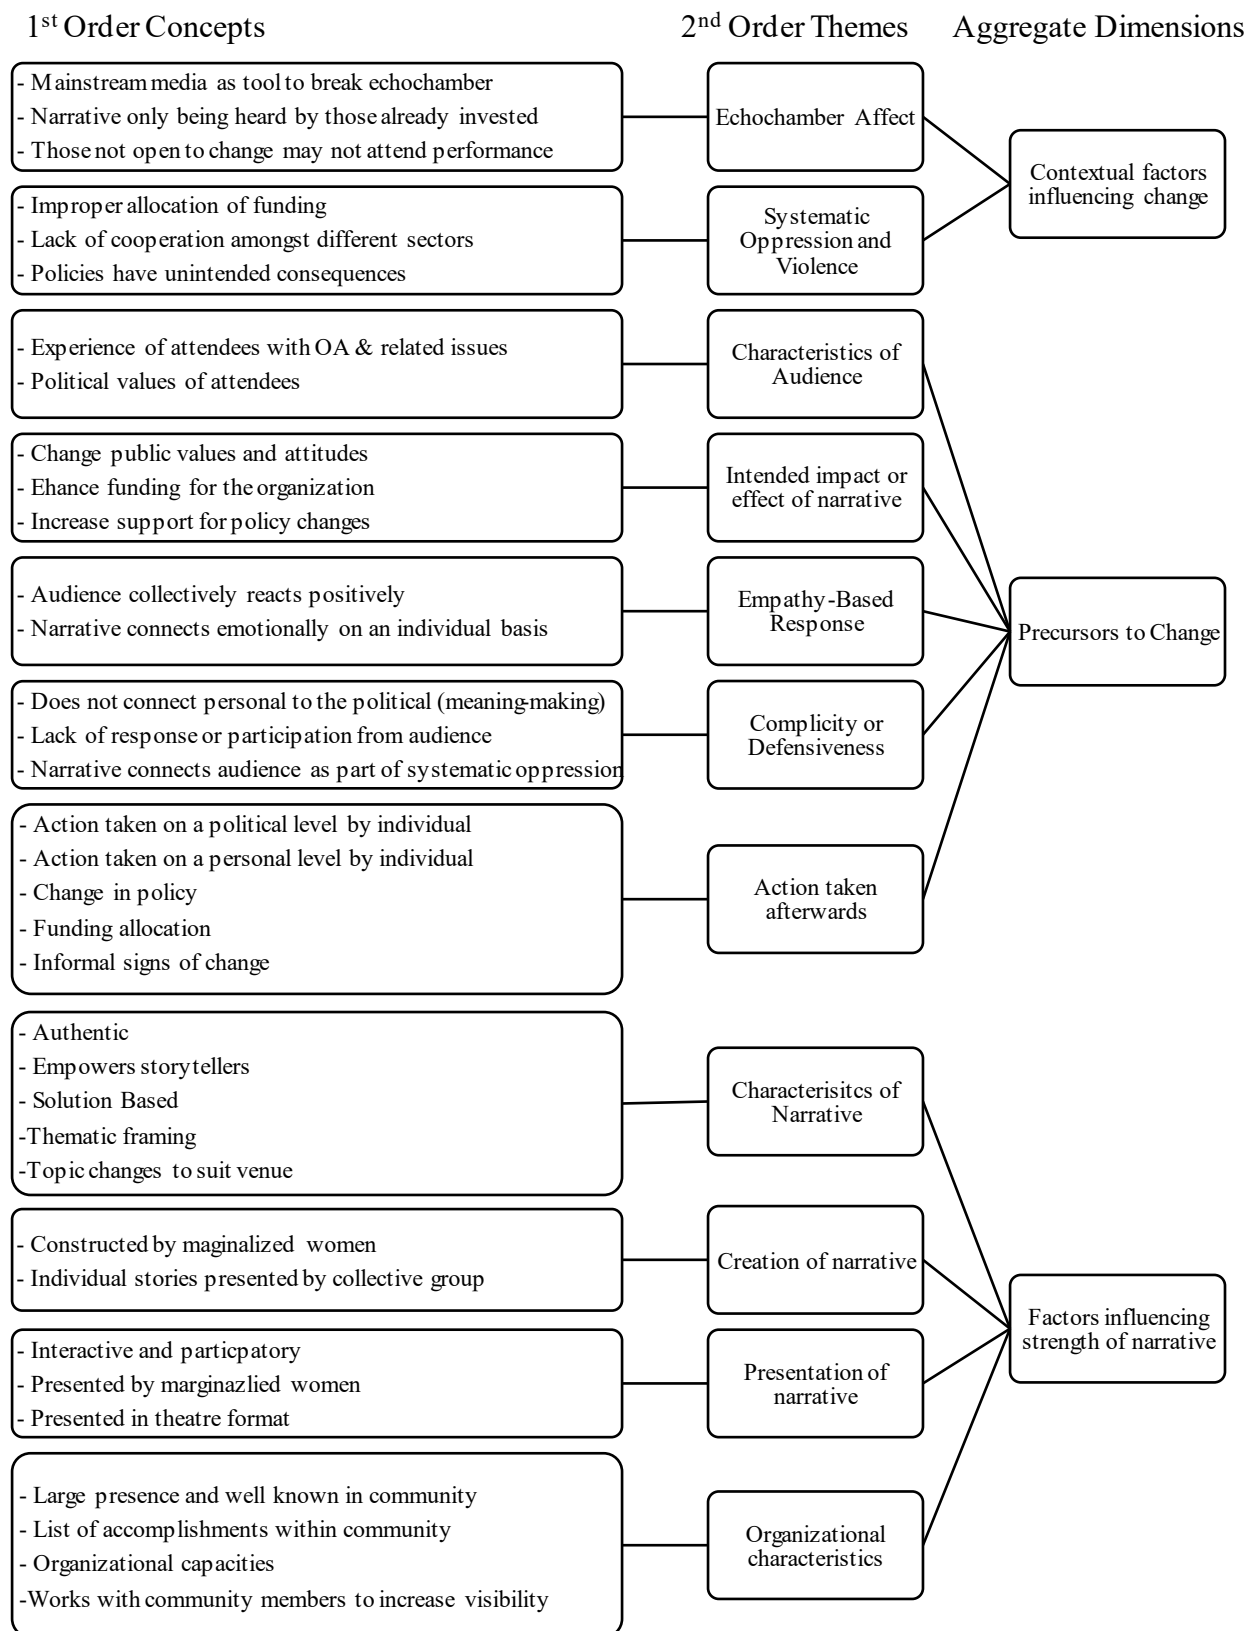 1st Order Concepts
2nd Order Themes
Aggregate Dimensions
- Mainstream media as tool to break echochamber
- Narrative only being heard by those already invested
- Those not open to change may not attend performance
Echochamber Affect
- Improper allocation of funding
- Lack of cooperation amongst different sectors
- Policies have unintended consequences
Systematic
Oppression and
Violence
Contextual factors
influencing change
- Experience of attendees with OA & related issues
- Political values of attendees
Characteristics of
Audience
- Change public values and attitudes
- Ehance funding for the organization
- Increase support for policy changes
Intended impact or
effect of narrative
- Audience collectively reacts positively
- Narrative connects emotionally on an individual basis
Empathy-Based
Response
- Does not connect personal to the political (meaning-making)
- Lack of response or participation from audience
- Narrative connects audience as part of systematic oppression
Complicity or
Defensiveness
- Action taken on a political level by individual
- Action taken on a personal level by individual
- Change in policy
- Funding allocation
- Informal signs of change
Action taken
afterwards
Precursors to Change
- Authentic
- Empowers storytellers
- Solution Based
-Thematic framing
-Topic changes to suit venue
Characterisitcs of
Narrative
- Constructed by maginalized women
- Individual stories presented by collective group
Creation of narrative
- Interactive and particpatory
- Presented by marginazlied women
- Presented in theatre format
Presentation of
narrative
- Large presence and well known in community
- List of accomplishments within community
- Organizational capacities
-Works with community members to increase visibility
Organizational
characteristics
Factors influencing
strength of narrative